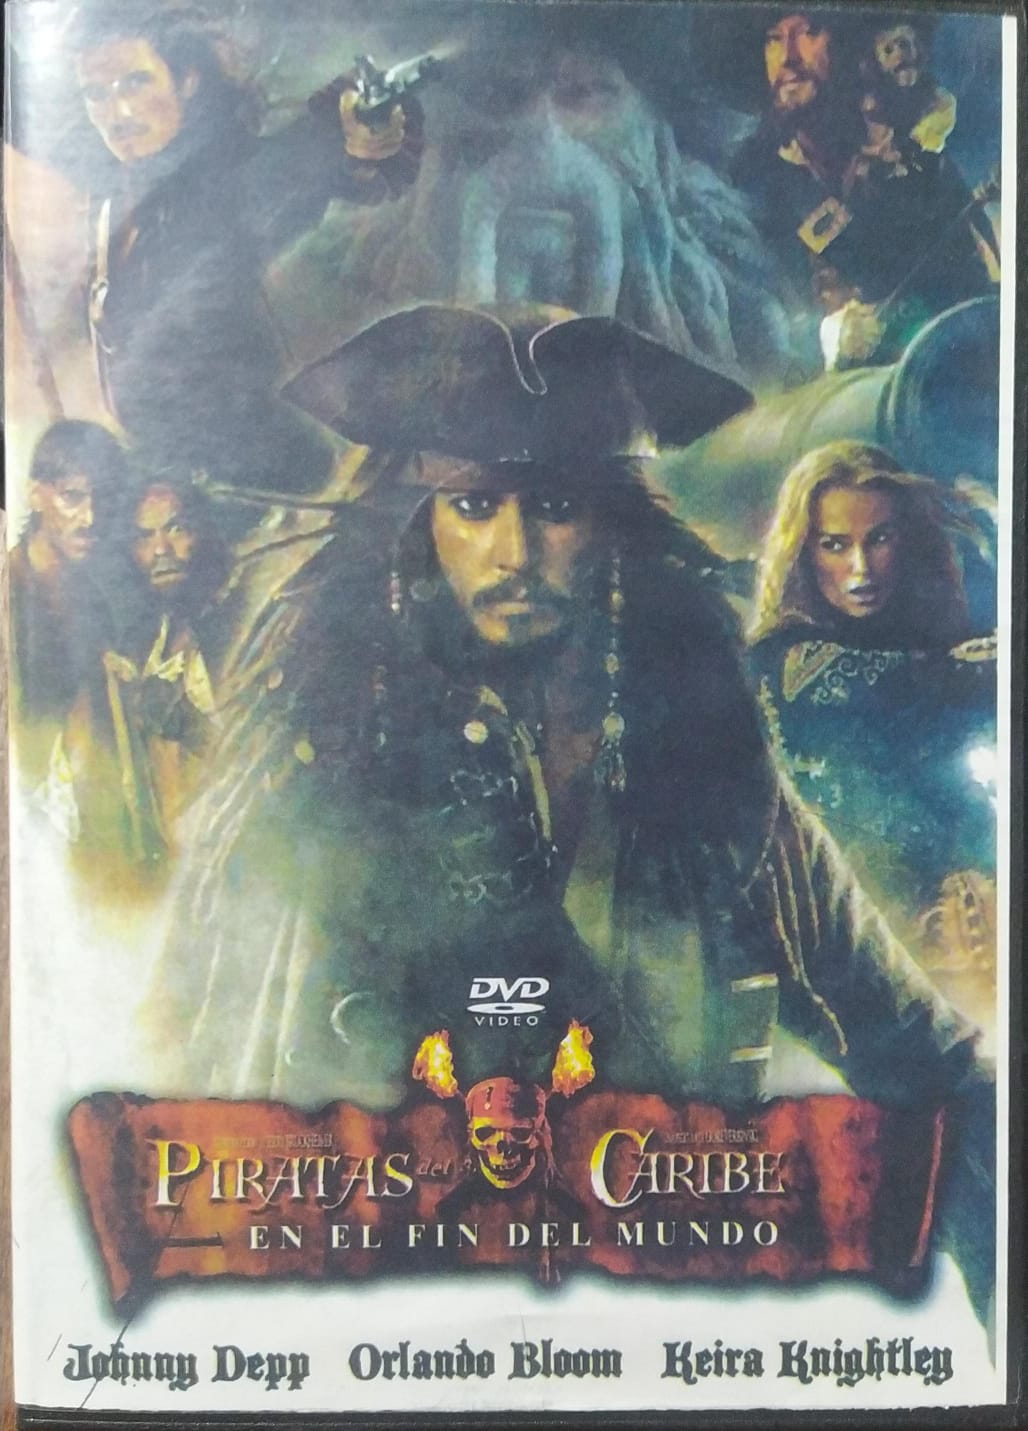 DVD
VIDEO
PIRATAS del CARIBE
EN EL FIN DEL MUNDO
Johnny Depp Orlando Bloom Keira Knightley